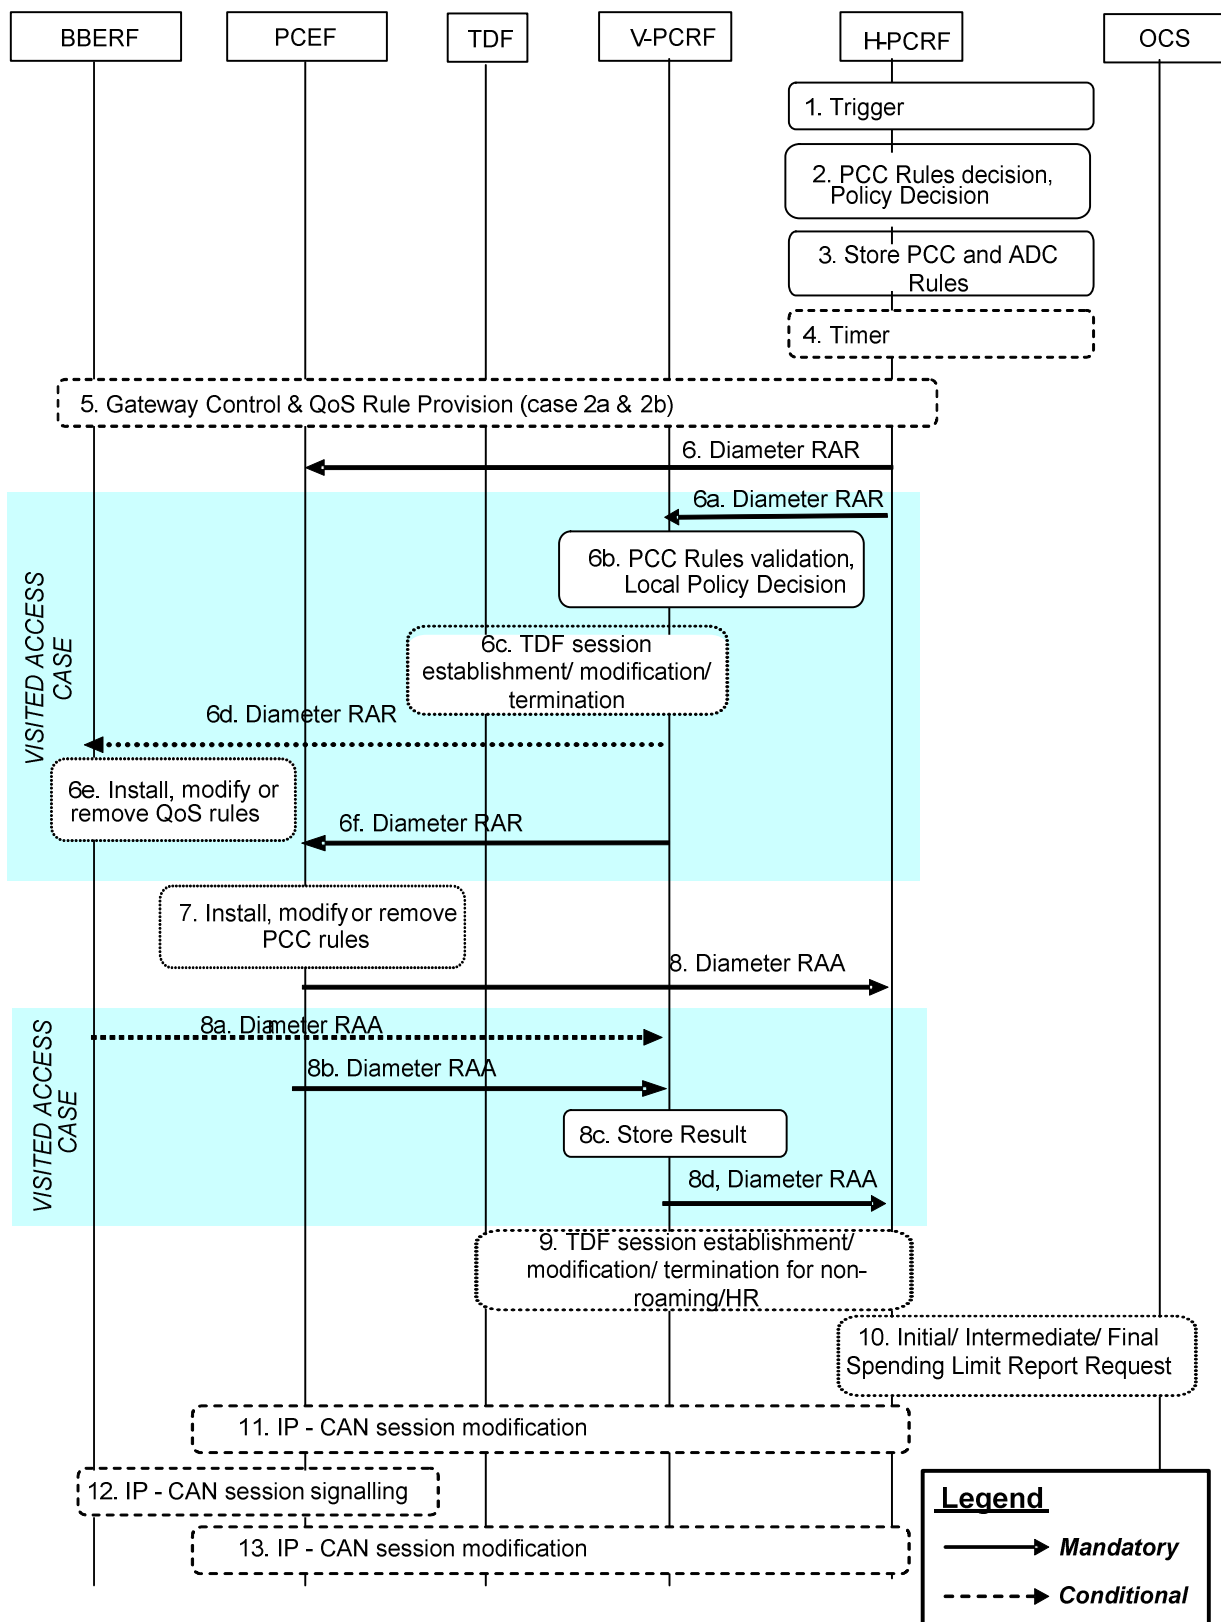 BBERF
PCEF
TDF
V-PCRF
H-PCRF
OCS
1. Trigger
2. PCC Rules decision,
Policy Decision
3. Store PCC and ADC
Rules
4. Timer
5. Gateway Control & QoS Rule Provision (case 2a & 2b)
6. Diameter RAR
6a. Diameter RAR
6b. PCC Rules validation,
Local Policy Decision
VISITED ACCESS
CASE
6c. TDF session
establishment/ modification/
termination
6d. Diameter RAR
6e. Install, modify or
remove QoS rules
6f. Diameter RAR
7. Install, modify or remove
PCC rules
8. Diameter RAA
8a. Diameter RAA
8b. Diameter RAA
VISITED ACCESS
CASE
8c. Store Result
8d, Diameter RAA
9. TDF session establishment/
modification/ termination for non-
roaming/HR
10. Initial/ Intermediate/ Final
Spending Limit Report Request
11. IP - CAN session modification
12. IP - CAN session signalling
13. IP - CAN session modification
Legend
Mandatory
Conditional